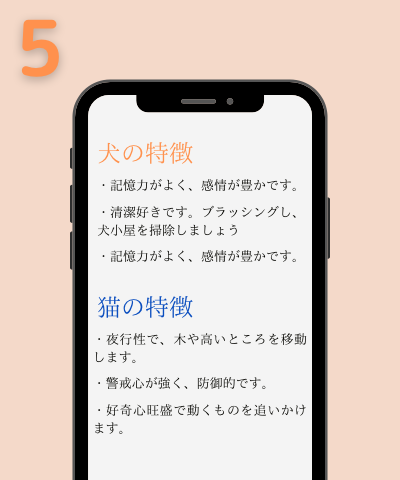 5
犬の特徴
・記憶力がよく、感情が豊かです。
・清潔好きです。ブラッシングし、
犬小屋を掃除しましょう
・記憶力がよく、感情が豊かです。
猫の特徴
・夜行性で、木や高いところを移動
します。
・警戒心が強く、防御的です。
・好奇心旺盛で動くものを追いかけ
ます。